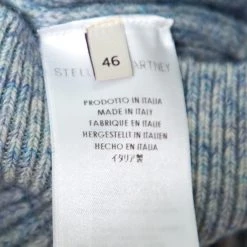 46
STELLA McCARTNEY
PRODOTTO IN ITALIA
MADE IN ITALY
FABRIQUE EN ITALIE
HERGESTELLT IN ITALIEN
HECHO EN ITALIA
イタリア製